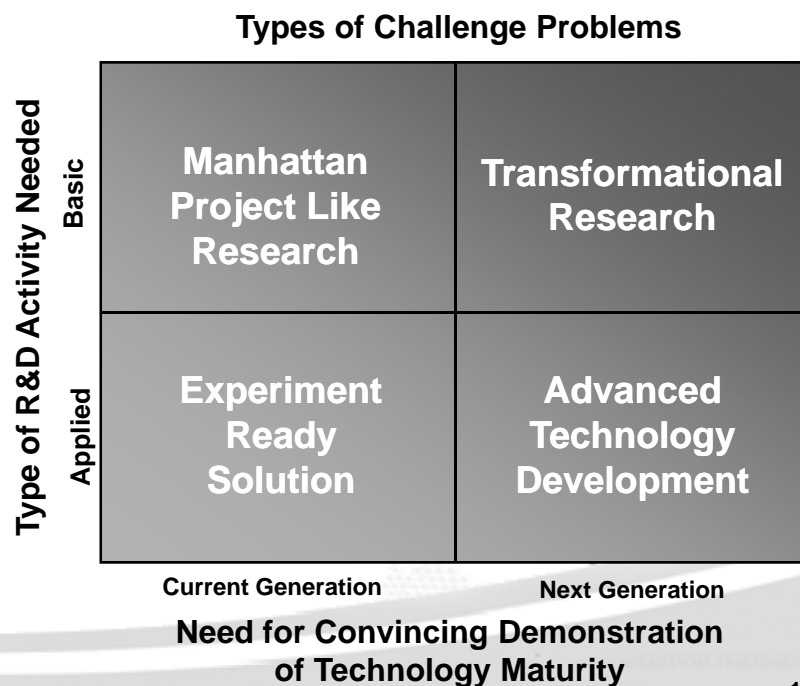 Types of Challenge Problems
Type of R&D Activity Needed
Basic
Manhattan
Project Like
Research
Transformational
Research
Applied
Experiment
Ready
Solution
Advanced
Technology
Development
Current Generation
Next Generation
Need for Convincing Demonstration
of Technology Maturity